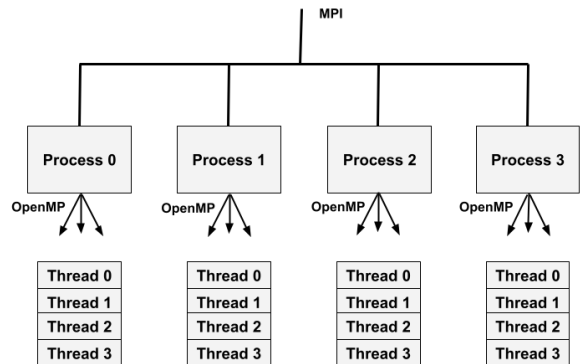 MPI
Process 0
Process 1
Process 2
Process 3
OpenMP
OpenMP
OpenMP
OpenMP
Thread 0
Thread 0
Thread 0
Thread 0
Thread 1
Thread 1
Thread 1
Thread 1
Thread 2
Thread 2
Thread 2
Thread 2
Thread 3
Thread 3
Thread 3
Thread 3